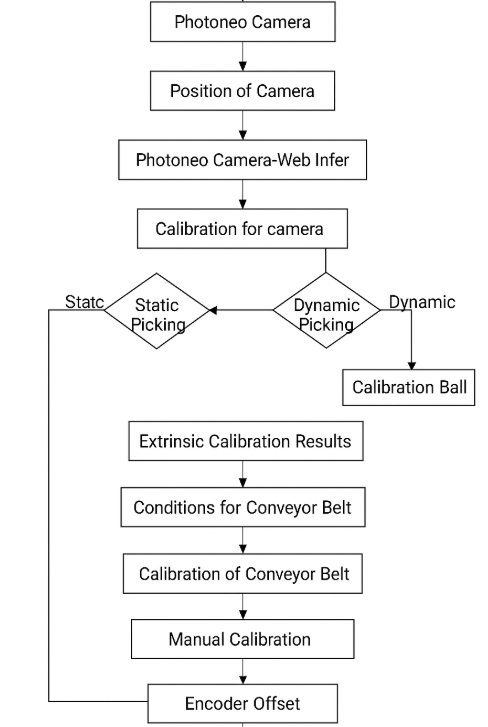 Photoneo Camera
Position of Camera
Photoneo Camera-Web Infer
Calibration for camera
Statc
Static
Picking
Dynamic
Picking
Dynamic
Calibration Ball
Extrinsic Calibration Results
Conditions for Conveyor Belt
Calibration of Conveyor Belt
Manual Calibration
Encoder Offset